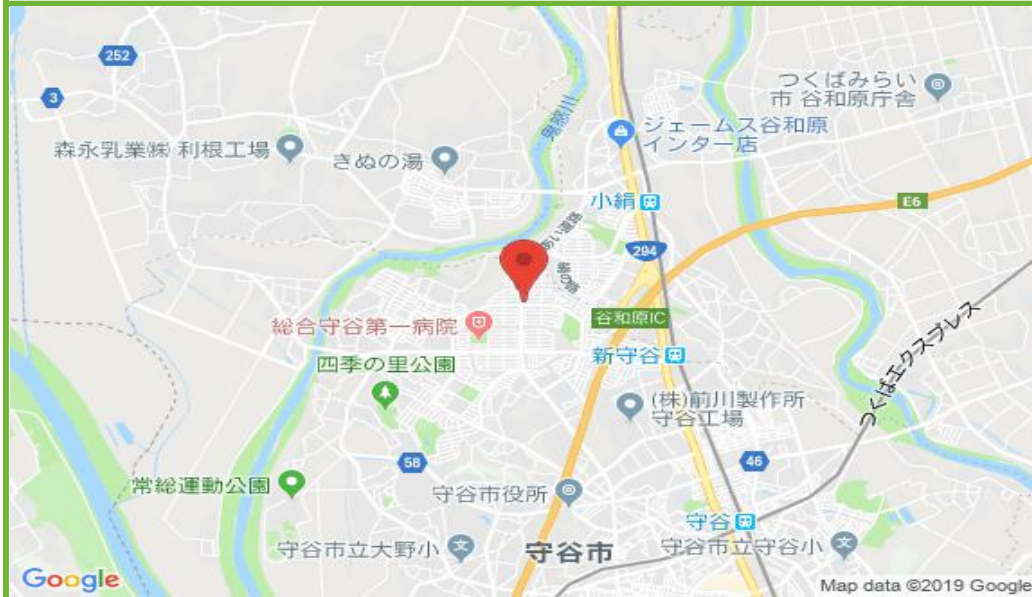 252
つくばみらい
市 谷和原庁舎
3
鬼怒川
ジェームス谷和原
インター店
森永乳業㈱ 利根工場
きぬの湯
小絹
E6
294
谷和原IC
総合守谷第一病院
新守谷
四季の里公園
つくばエクスプレス
(株)前川製作所
守谷工場
58
46
常総運動公園
守谷市役所
守谷
守谷市立大野小
守谷市
守谷市立守谷小
Google
Map data ©2019 Google